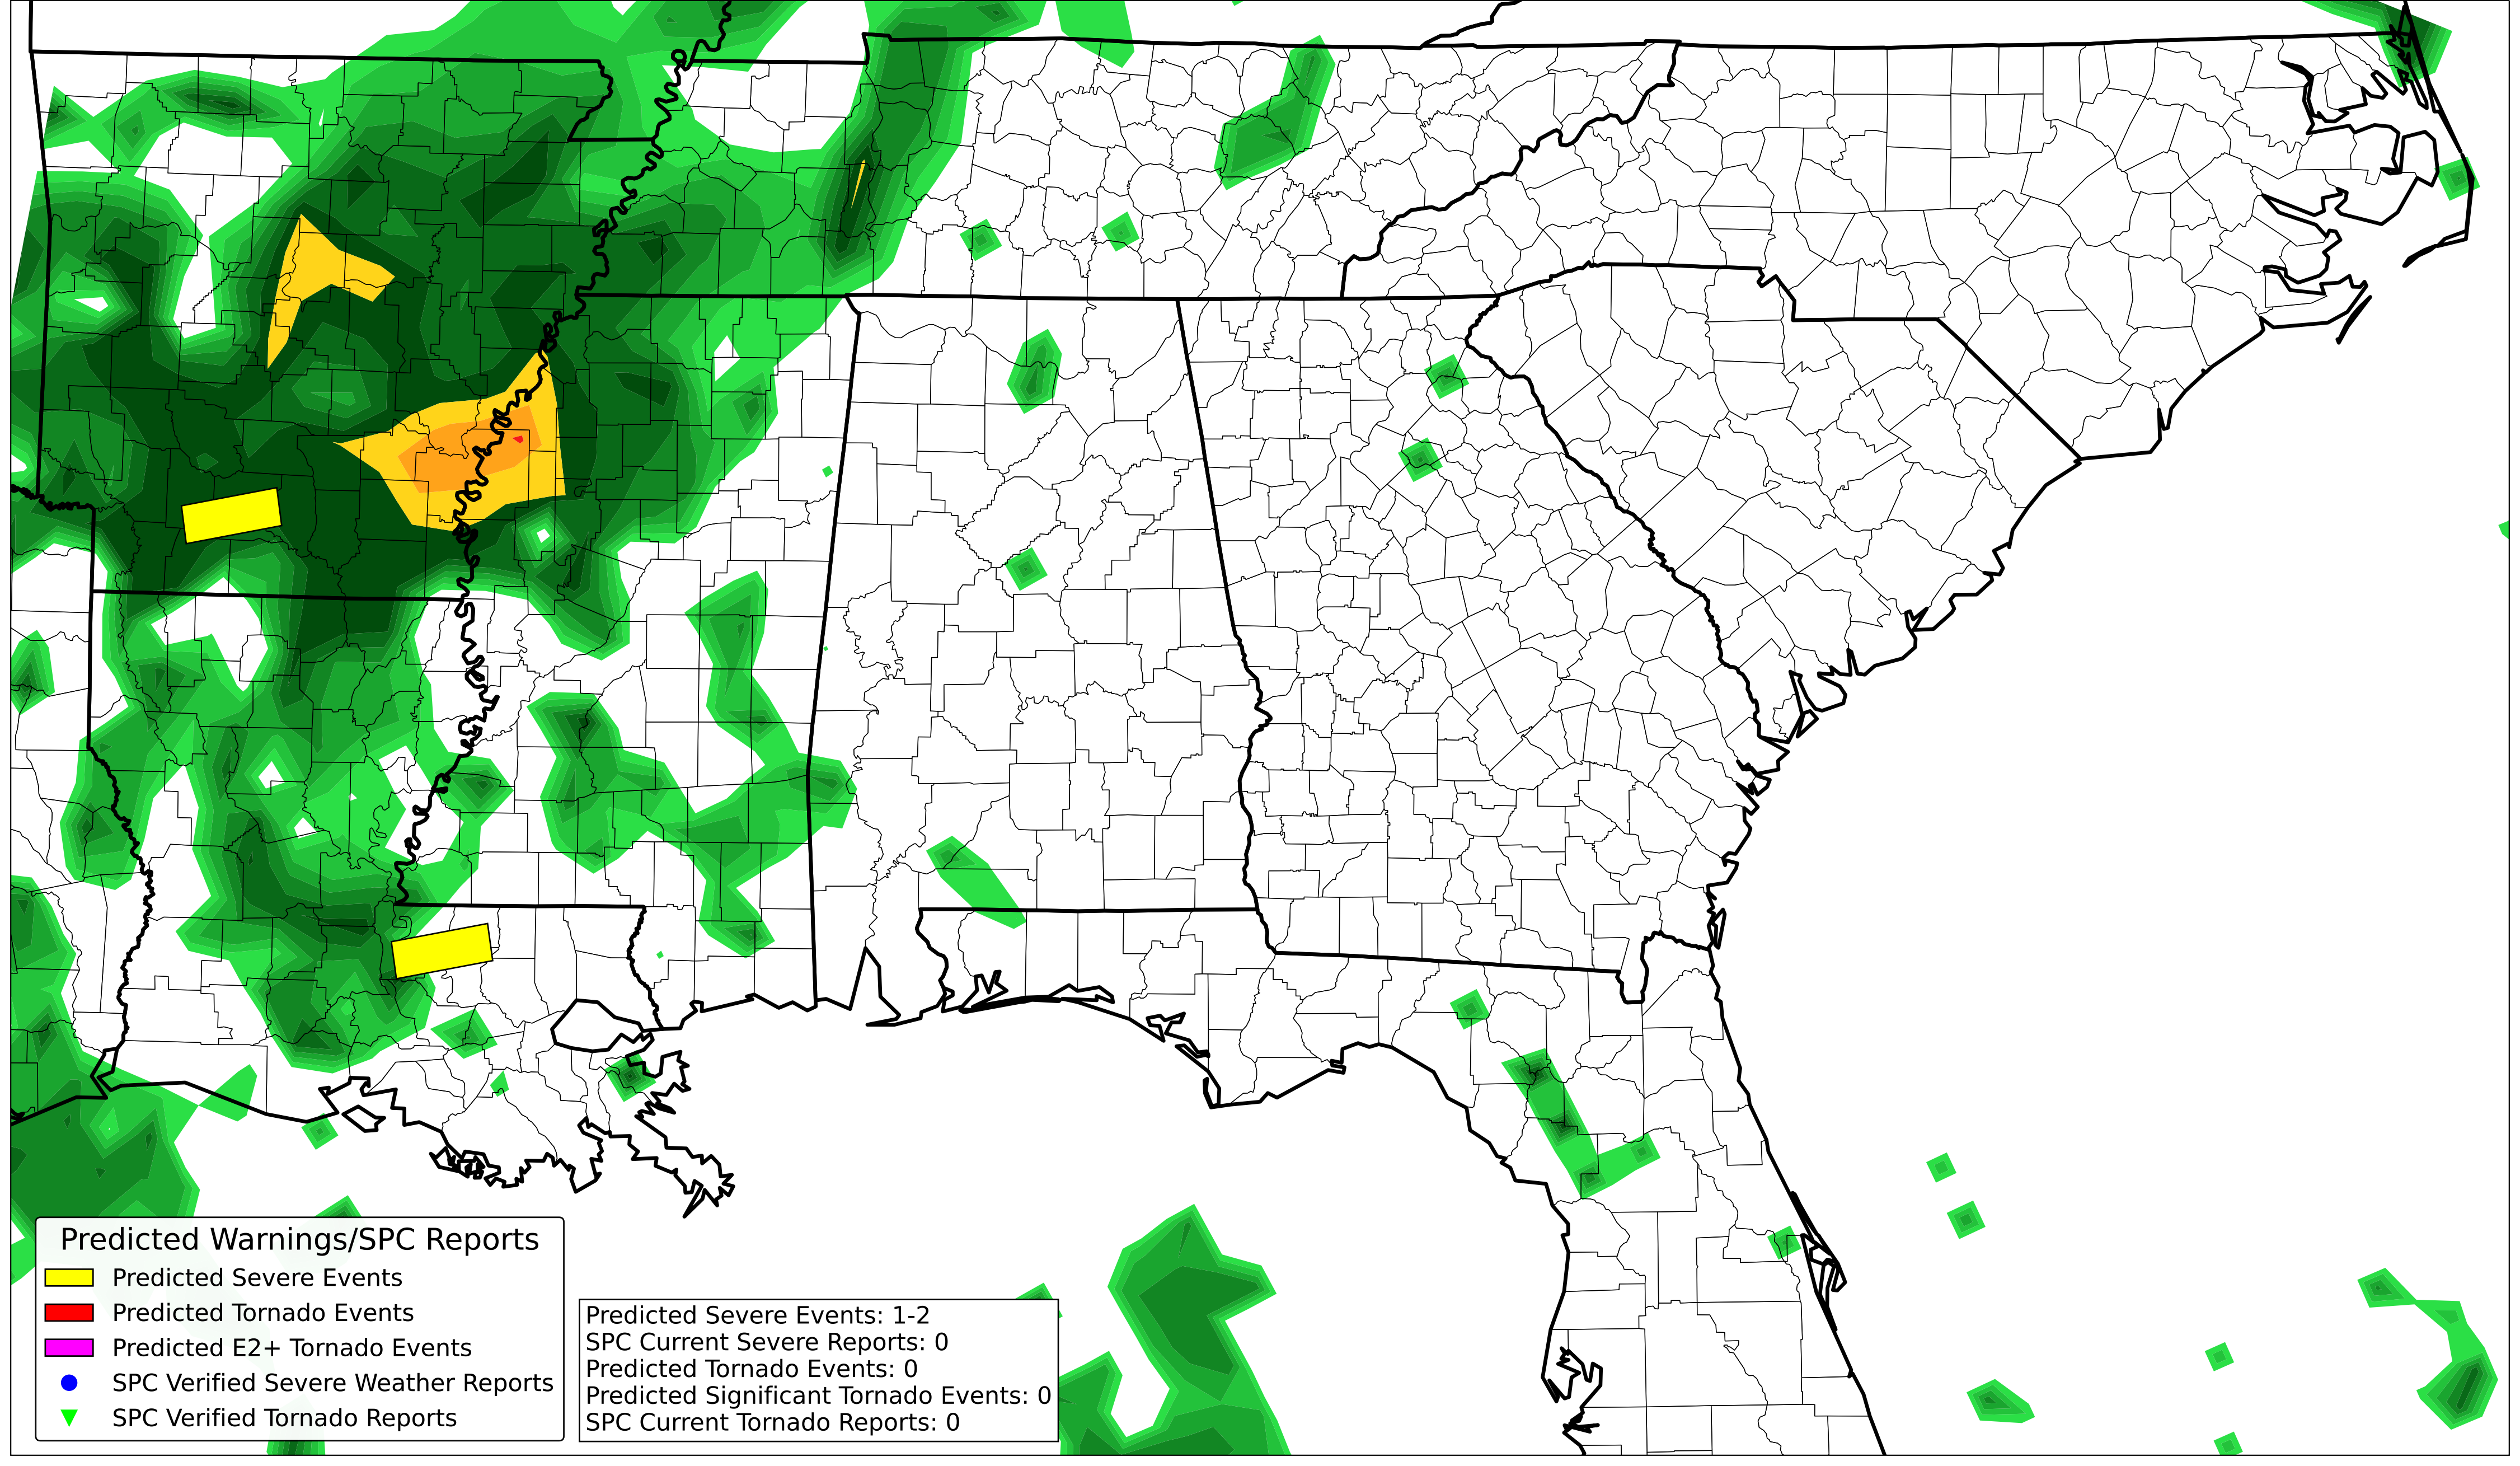 Predicted Warnings/SPC Reports
Predicted Severe Events
Predicted Tornado Events
Predicted E2+ Tornado Events
SPC Verified Severe Weather Reports
SPC Verified Tornado Reports
Predicted Severe Events: 1-2
SPC Current Severe Reports: 0
Predicted Tornado Events: 0
Predicted Significant Tornado Events: 0
SPC Current Tornado Reports: 0